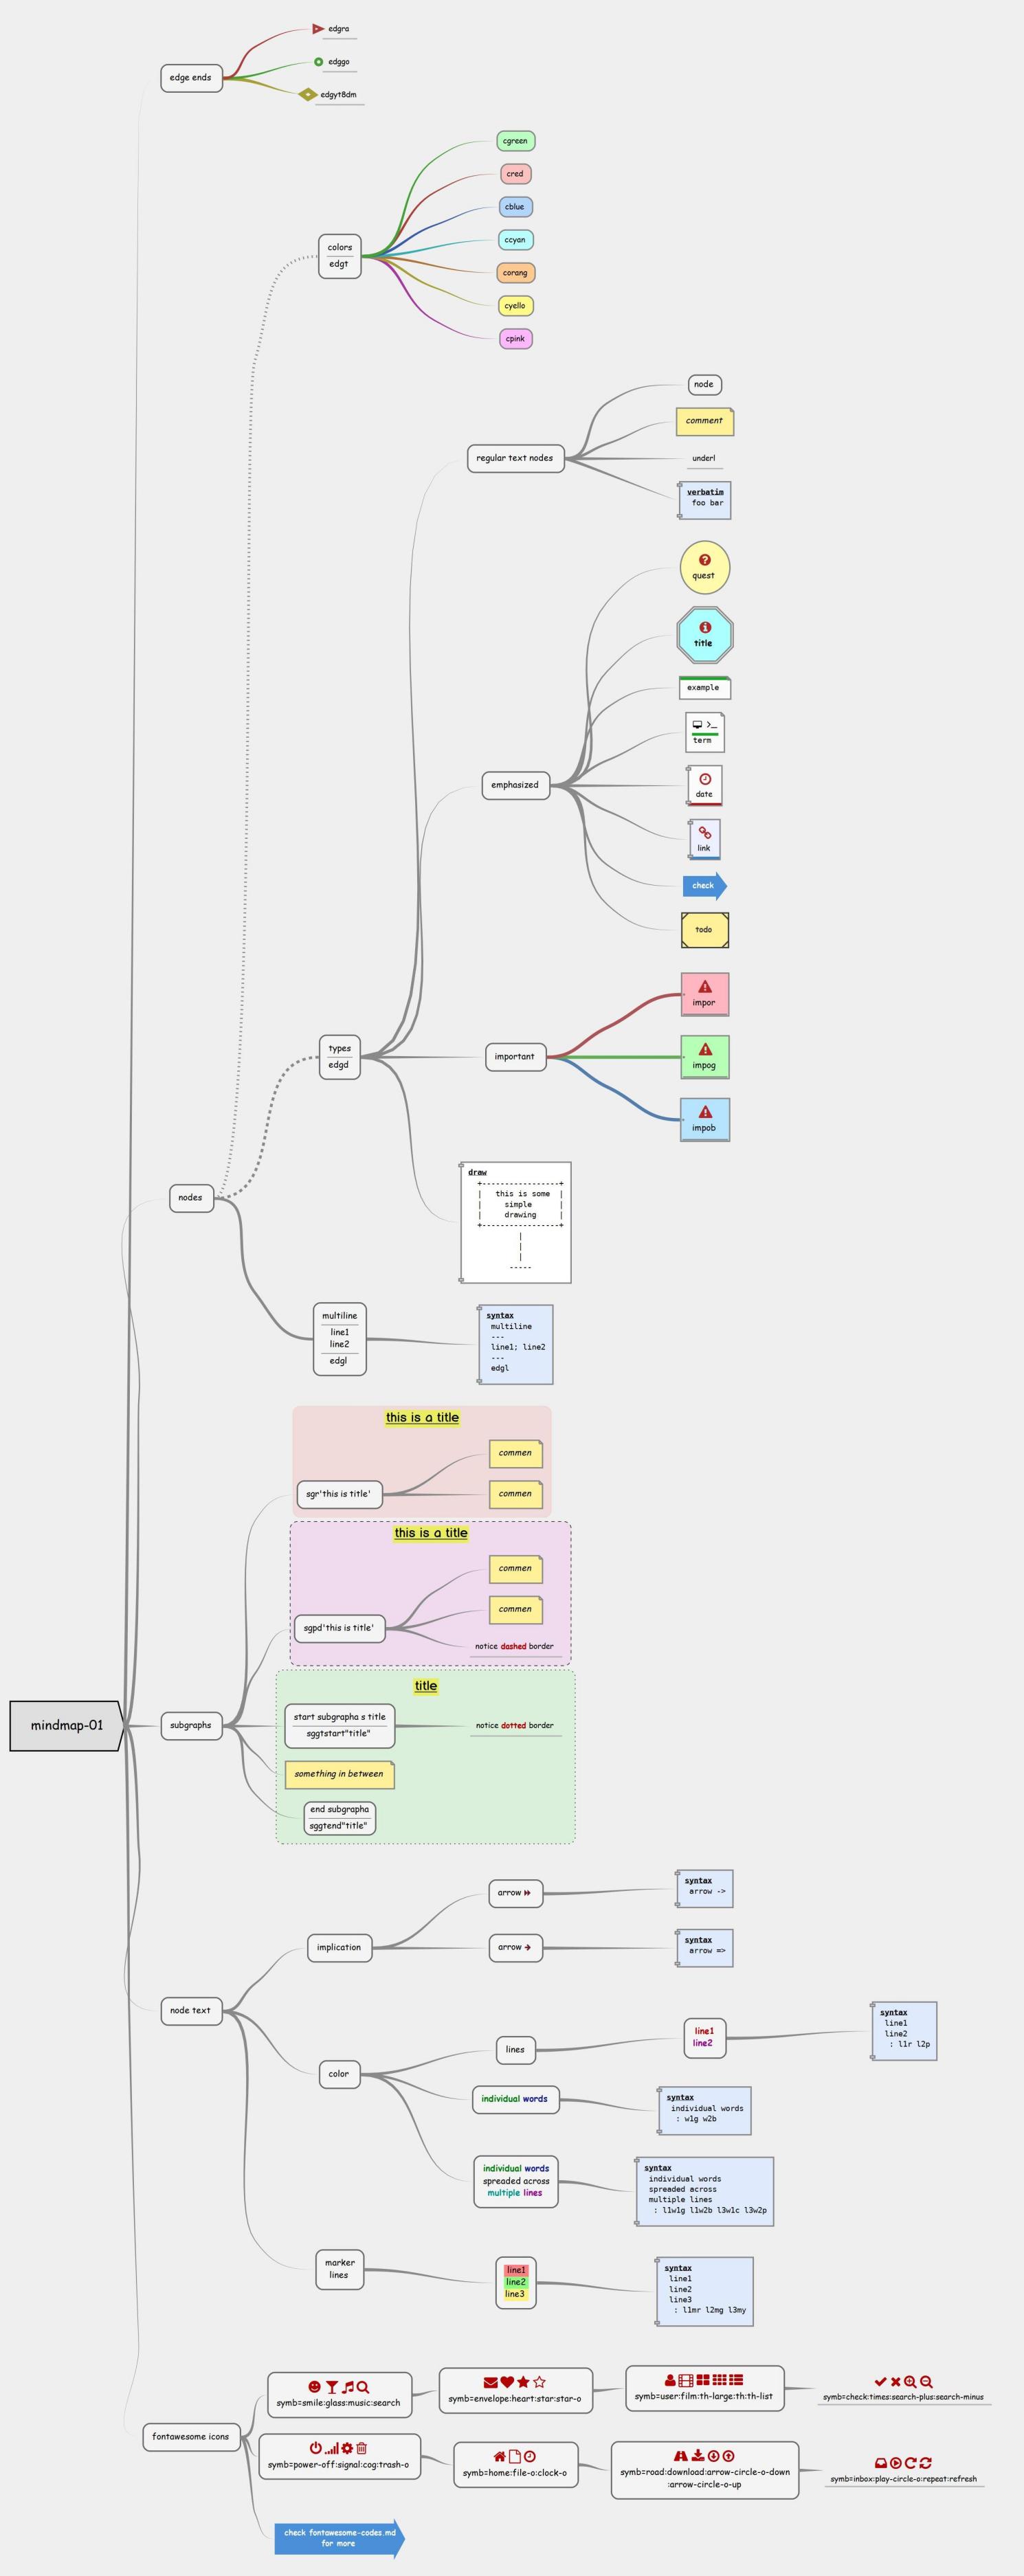 edgra
edggo
edge ends
edgyt8dm
cgreen
cred
cblue
ccyan
colors
edgt
corang
cyello
cpink
node
comment
regular text nodes
underl
verbatim
foo bar
quest
title
example
term
emphasized
date
link
check
todo
impor
types
edgd
important
impog
impob
nodes
draw
+-----------------+
|   this is some  |
|     simple      |
|     drawing     |
+-----------------+
|
|
|
-----
multiline
line1
line2
edgl
syntax
multiline
---
line1; line2
---
edgl
this is a title
commen
sgr'this is title'
commen
this is a title
commen
commen
sgpd'this is title'
notice dashed border
title
mindmap-01
subgraphs
start subgrapha s title
sggtstart"title"
notice dotted border
something in between
end subgrapha
sggtend"title"
arrow
syntax
arrow ->
implication
arrow
syntax
arrow =>
node text
lines
line1
line2
syntax
line1
line2
: l1r l2p
color
individual words
syntax
individual words
: w1g w2b
individual words
spreaded across
multiple lines
syntax
individual words
spreaded across
multiple lines
: l1w1g l1w2b l3w1c l3w2p
marker
lines
line1
line2
line3
syntax
line1
line2
line3
: l1mr l2mg l3my
symb=smile:glass:music:search
symb=envelope:heart:star:star-o
symb=user:film:th-large:th:th-list
symb=check:times:search-plus:search-minus
fontawesome icons
symb=power-off:signal:cog:trash-o
symb=home:file-o:clock-o
symb=road:download:arrow-circle-o-down
:arrow-circle-o-up
symb=inbox:play-circle-o:repeat:refresh
check fontawesome-codes.md
for more